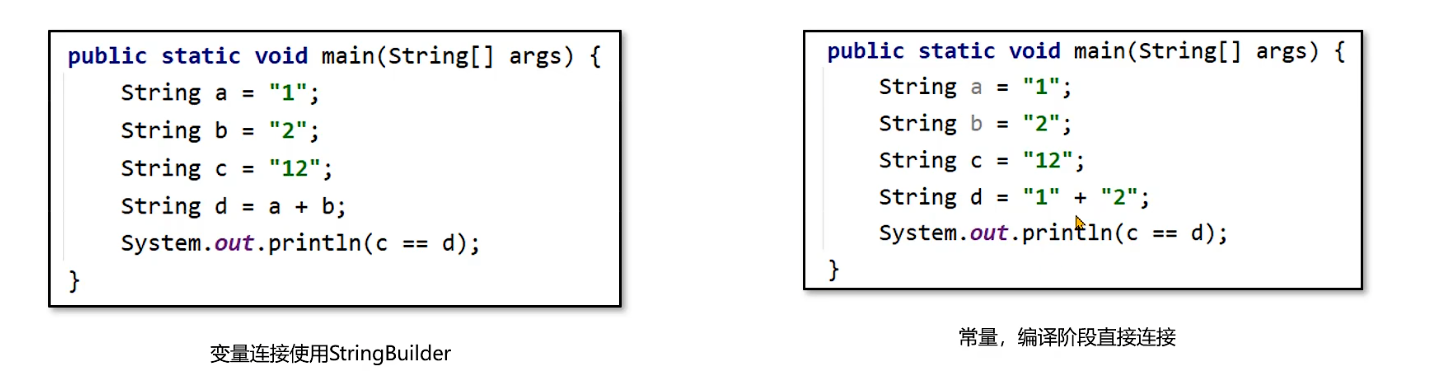 public static void main(String[] args) {
String a = "1";
String b = "2";
String c = "12";
String d = a + b;
System.out.println(c == d);
}
变量连接使用StringBuilder
public static void main(String[] args) {
String a = "1";
String b = "2";
String c = "12";
String d = "1" + "2";
System.out.println(c == d);
}
常量，编译阶段直接连接